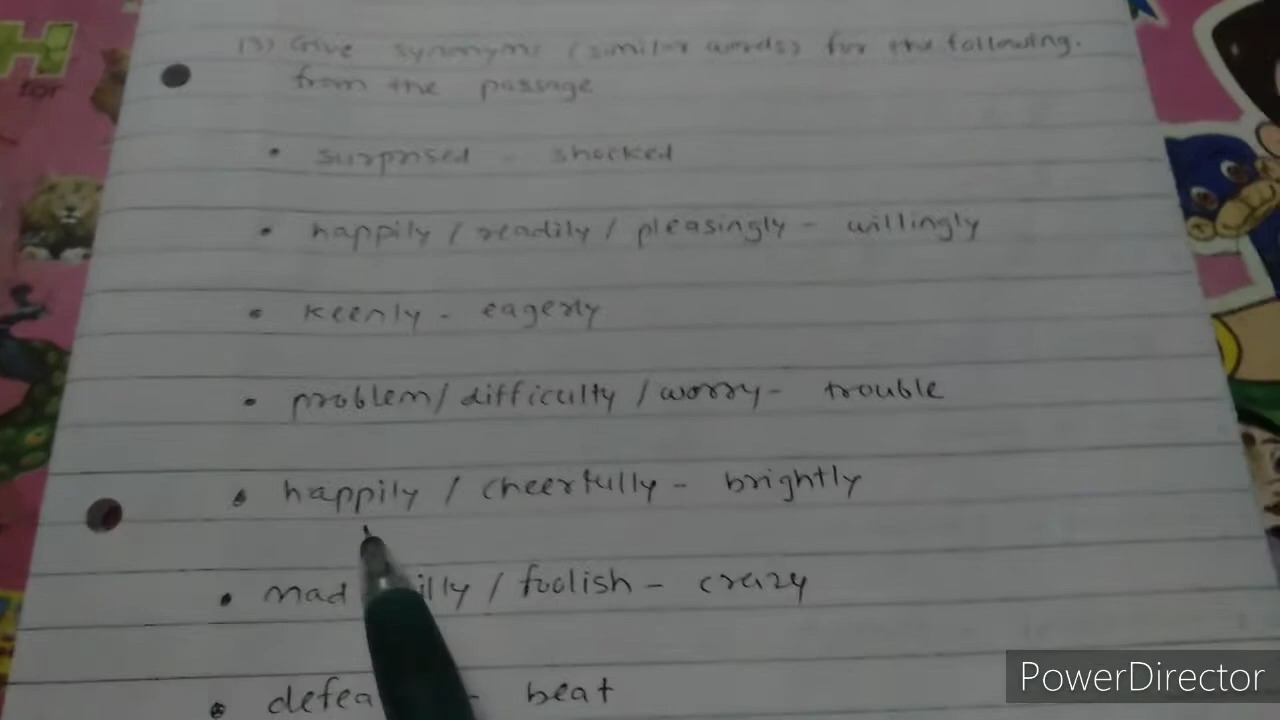 H
for
13) Give synonyms (similar words) for the following.
from the passage
• surprised - shocked
• happily / readily / pleasingly - willingly
• keenly - eagerly
• problem/ difficulty / worry - trouble
• happily / cheerfully - brightly
• mad / foolish - crazy
• - beat
PowerDirector